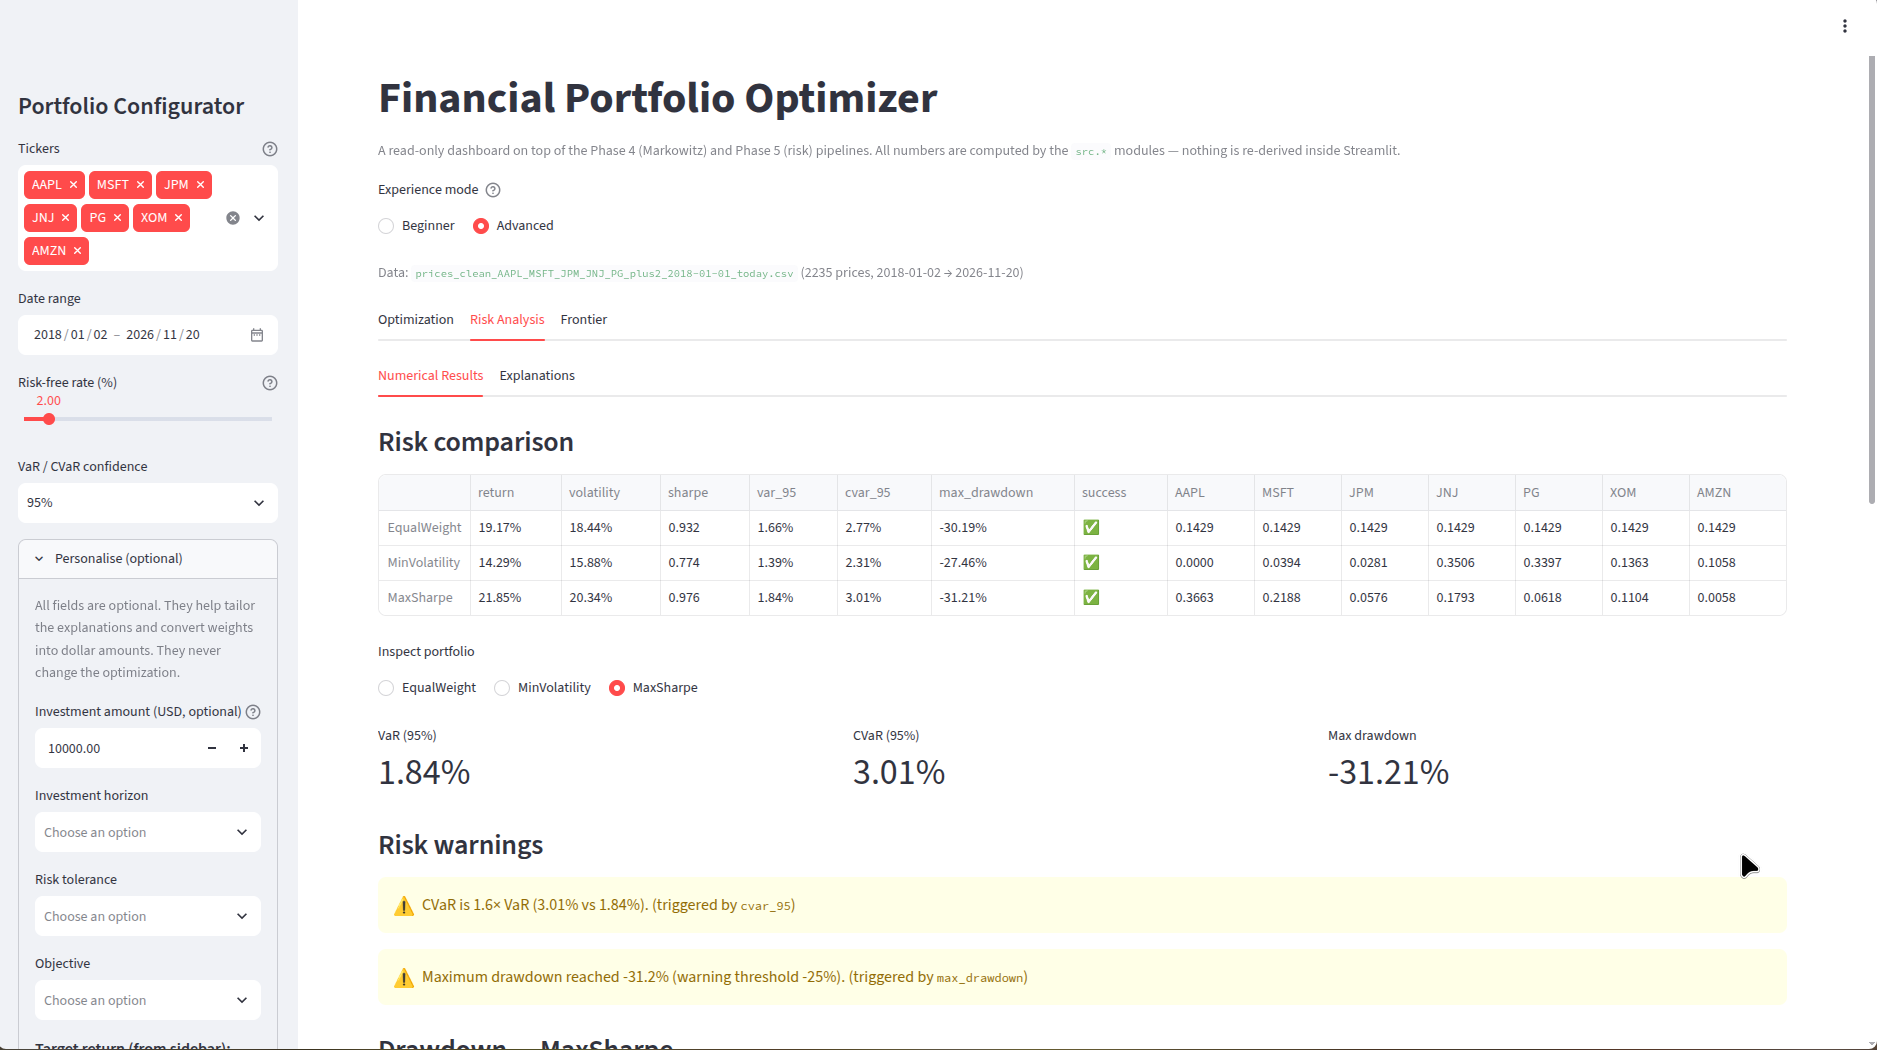 Portfolio Configurator
Tickers
AAPL MSFT JPM
JNJ PG XOM
AMZN
Date range
2018/01/02 – 2026/11/20
Risk-free rate (%)
2.00
VaR / CVaR confidence
95%
Personalise (optional)
All fields are optional. They help tailor
the explanations and convert weights
into dollar amounts. They never
change the optimization.
Investment amount (USD, optional)
10000.00
Investment horizon
Choose an option
Risk tolerance
Choose an option
Objective
Choose an option
Target return (from sidebar):
Financial Portfolio Optimizer
A read-only dashboard on top of the Phase 4 (Markowitz) and Phase 5 (risk) pipelines. All numbers are computed by the src.* modules — nothing is re-derived inside Streamlit.
Experience mode
Beginner Advanced
Data: prices_clean_AAPL_MSFT_JPM_JNJ_PG_plus2_2018-01-01_today.csv (2235 prices, 2018-01-02 → 2026-11-20)
Optimization Risk Analysis Frontier
Numerical Results Explanations
Risk comparison
return volatility sharpe var_95 cvar_95 max_drawdown success AAPL MSFT JPM JNJ PG XOM AMZN
EqualWeight 19.17% 18.44% 0.932 1.66% 2.77% -30.19% ✅ 0.1429 0.1429 0.1429 0.1429 0.1429 0.1429 0.1429
MinVolatility 14.29% 15.88% 0.774 1.39% 2.31% -27.46% ✅ 0.0000 0.0394 0.0281 0.3506 0.3397 0.1363 0.1058
MaxSharpe 21.85% 20.34% 0.976 1.84% 3.01% -31.21% ✅ 0.3663 0.2188 0.0576 0.1793 0.0618 0.1104 0.0058
Inspect portfolio
EqualWeight MinVolatility MaxSharpe
VaR (95%) CVaR (95%) Max drawdown
1.84% 3.01% -31.21%
Risk warnings
⚠️ CVaR is 1.6× VaR (3.01% vs 1.84%). (triggered by cvar_95)
⚠️ Maximum drawdown reached -31.2% (warning threshold -25%). (triggered by max_drawdown)
Drawdown — MaxSharpe